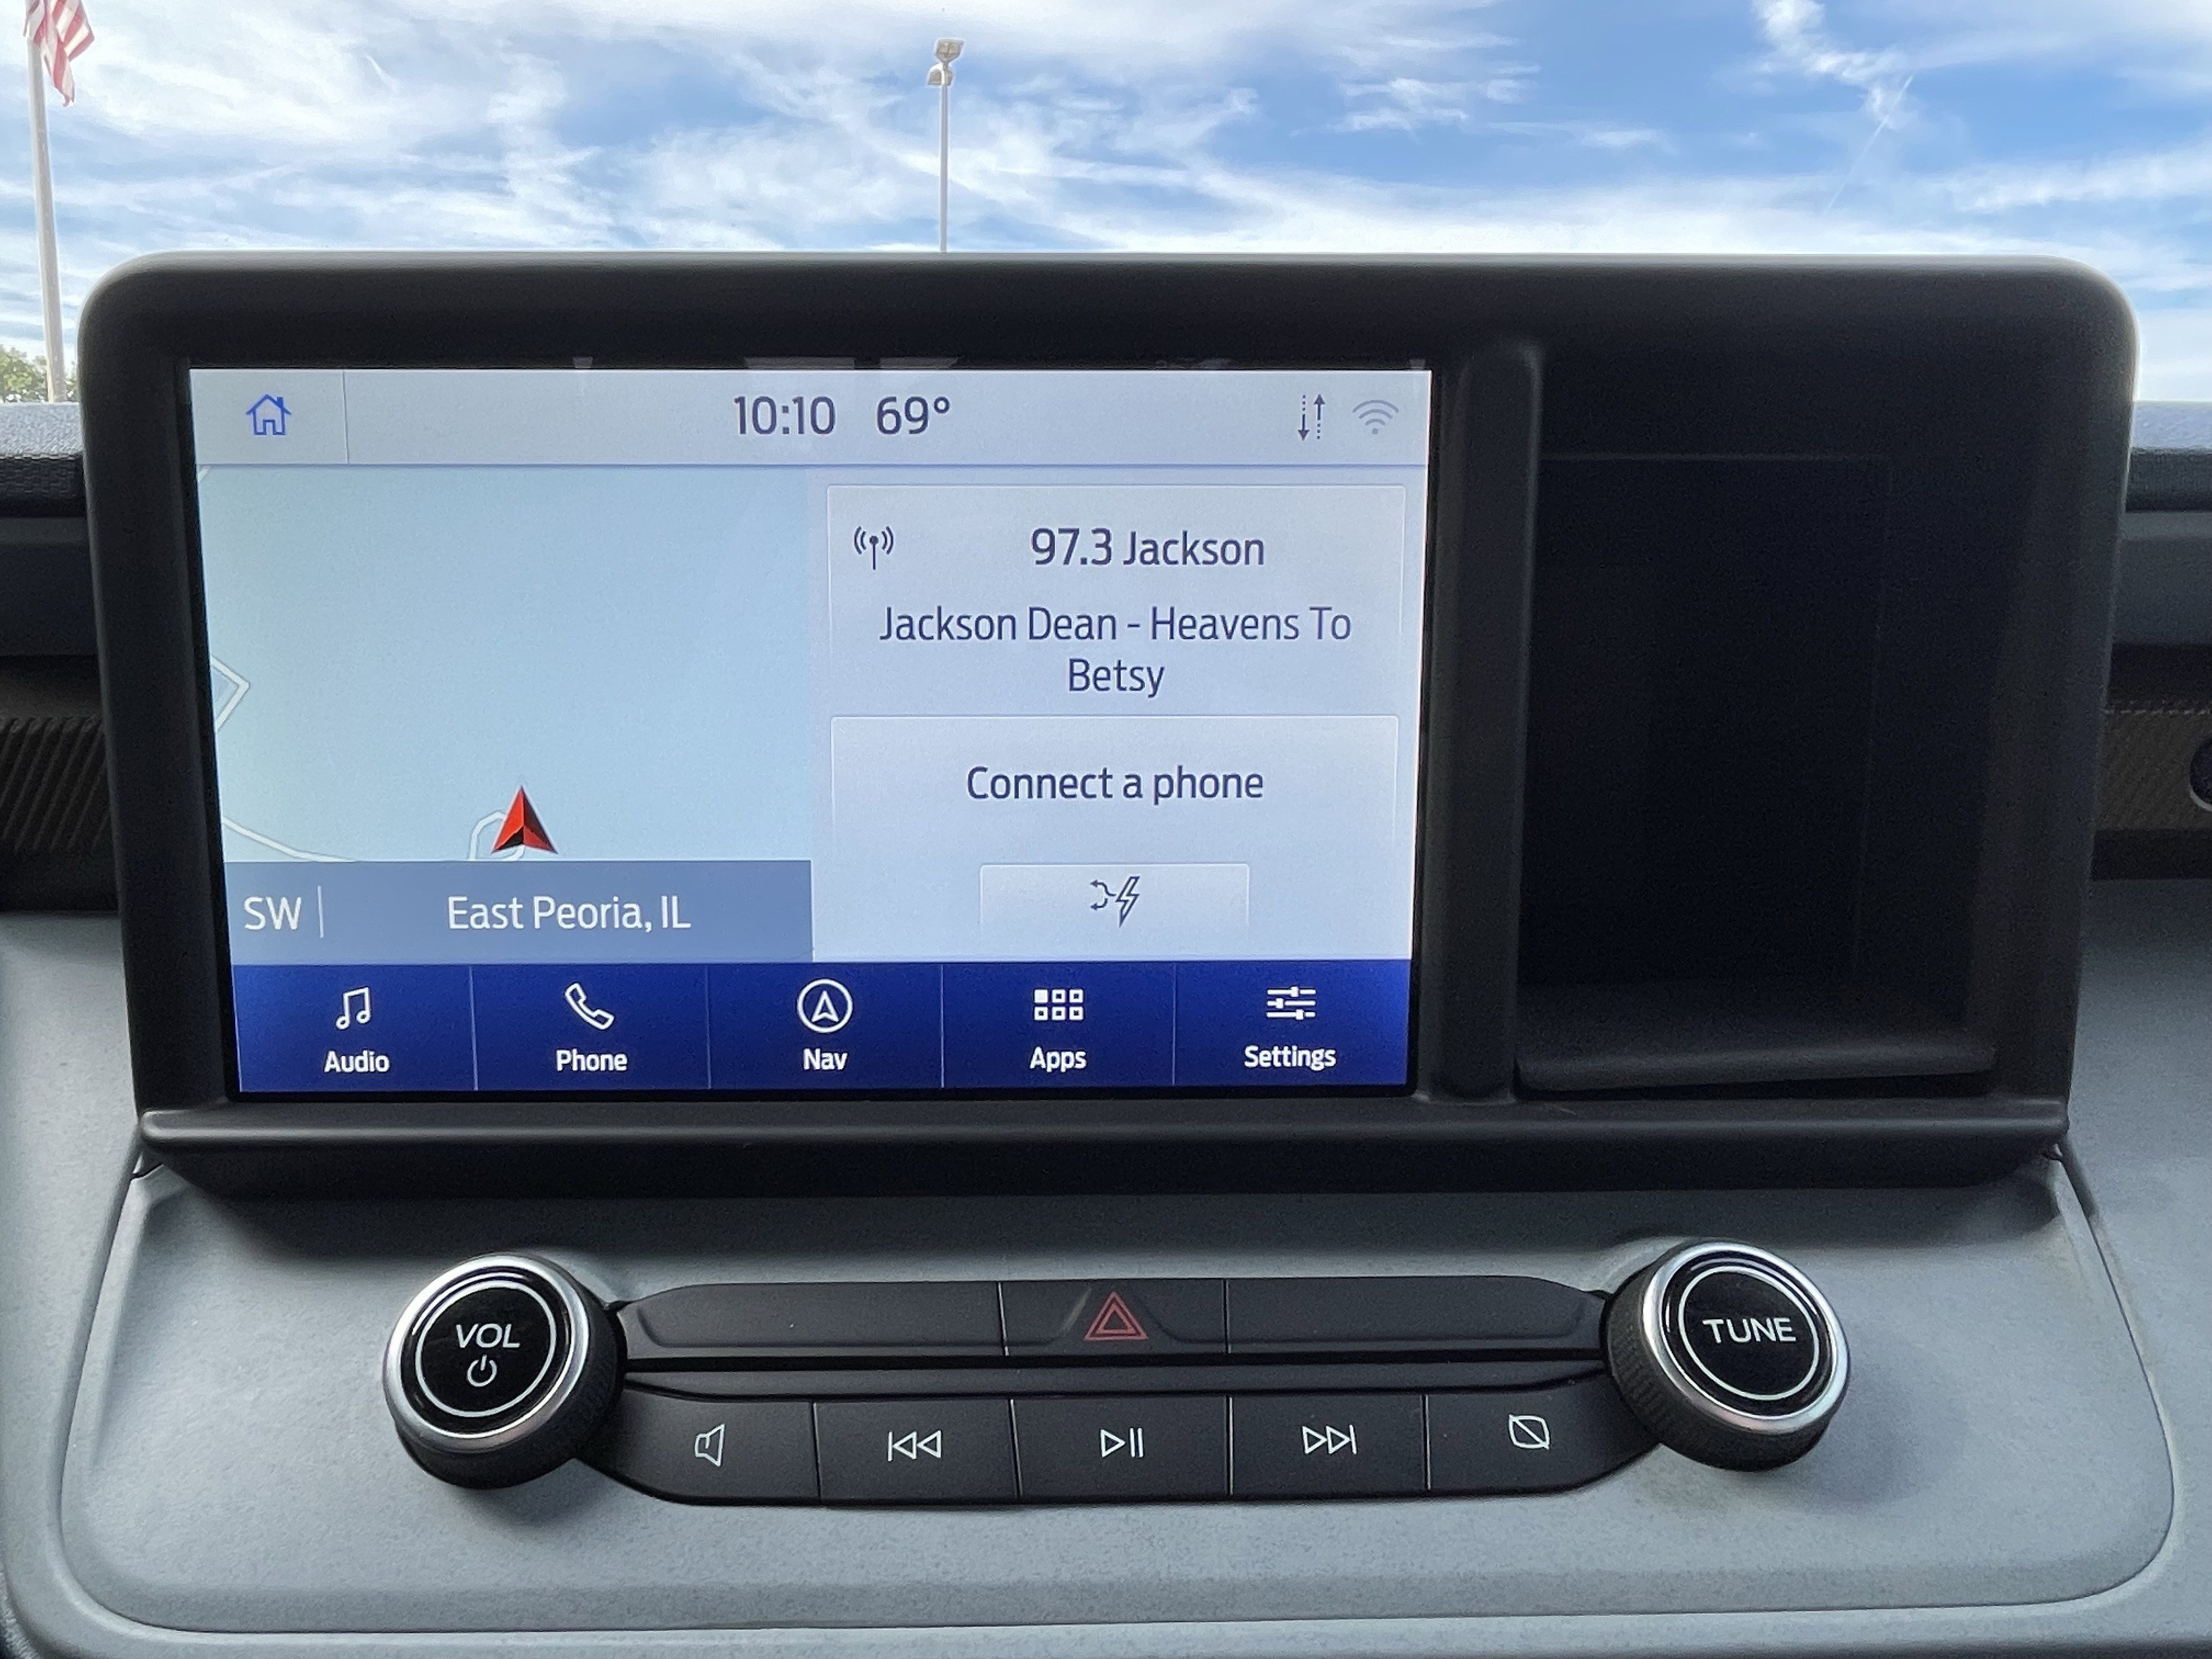 10:10 69°
97.3 Jackson
Jackson Dean - Heavens To
Betsy
Connect a phone
SW East Peoria, IL
Audio Phone Nav Apps Settings
VOL
TUNE